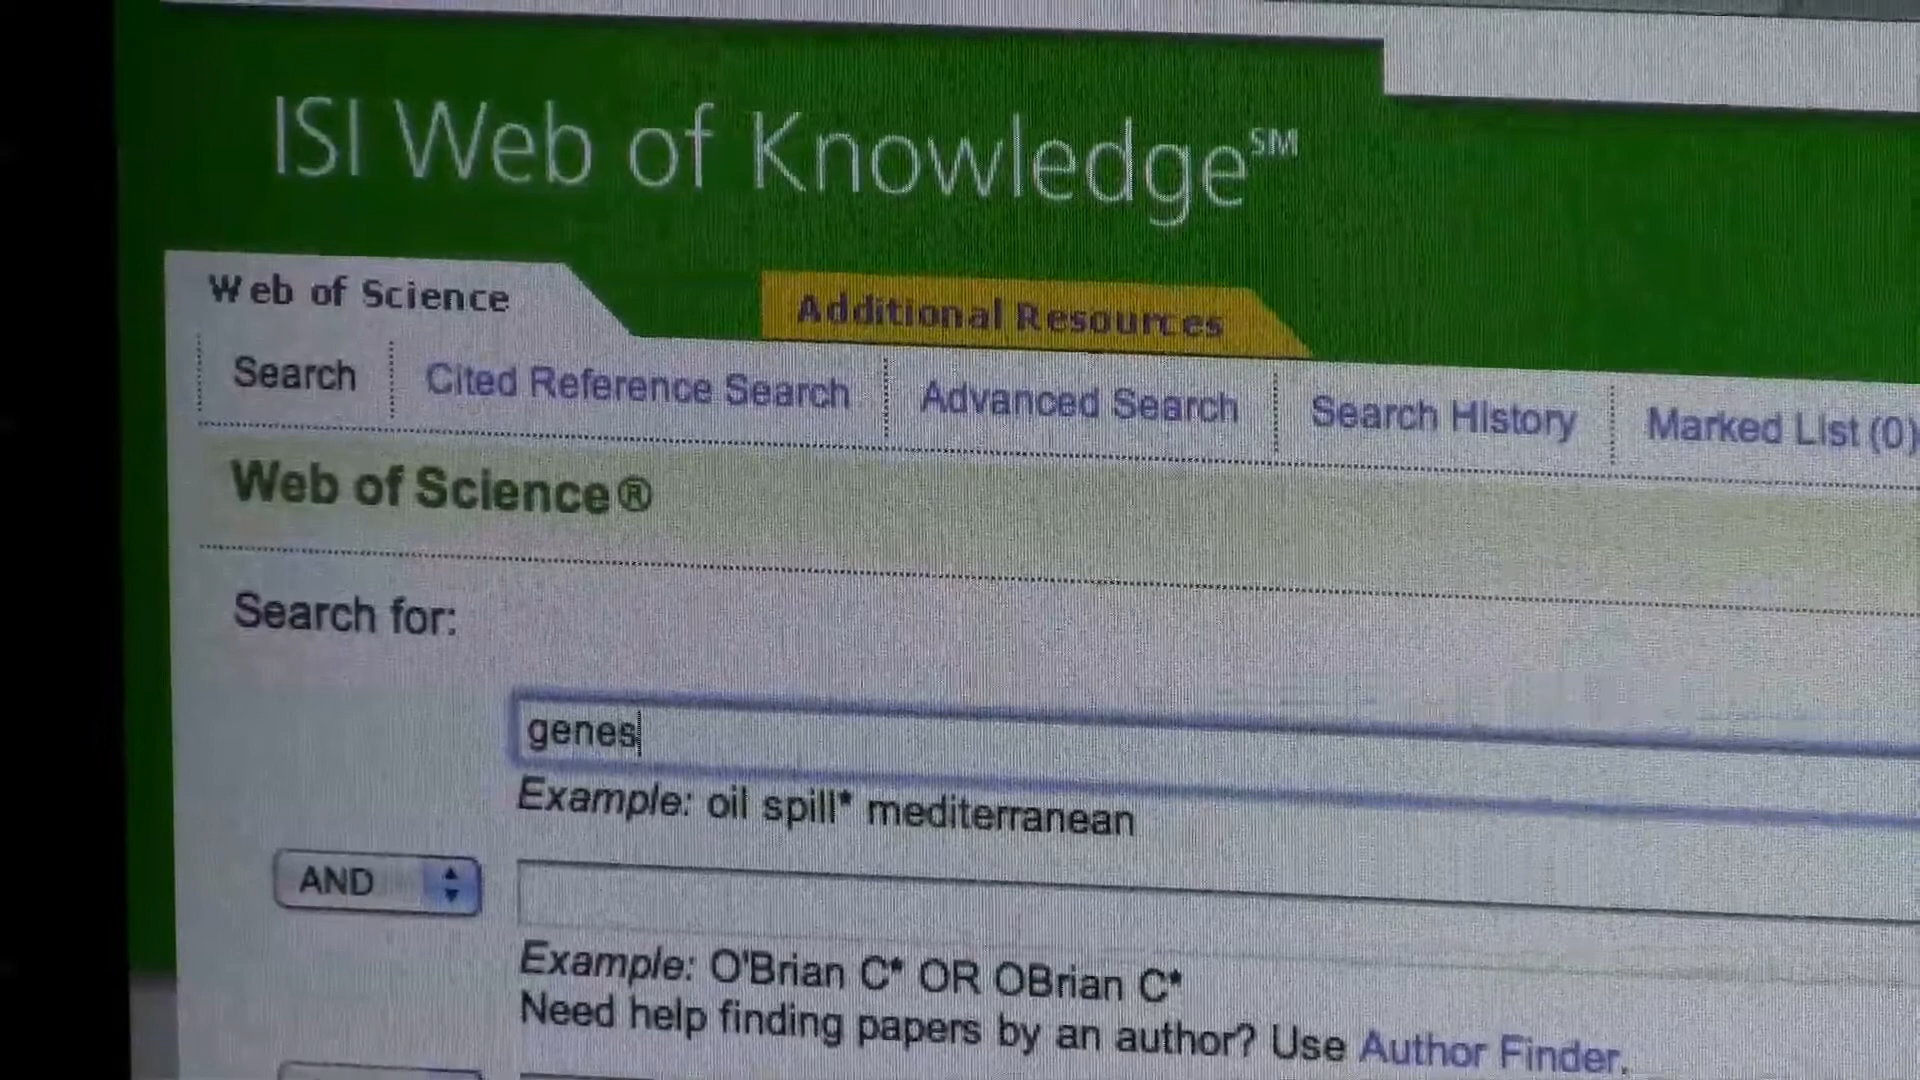 ISI Web of Knowledge℠
Web of Science
Additional Resources
Search
Cited Reference Search
Advanced Search
Search History
Marked List (0)
Web of Science®
Search for:
genes
Example: oil spill* mediterranean
AND
Example: O'Brian C* OR OBrian C*
Need help finding papers by an author? Use Author Finder.